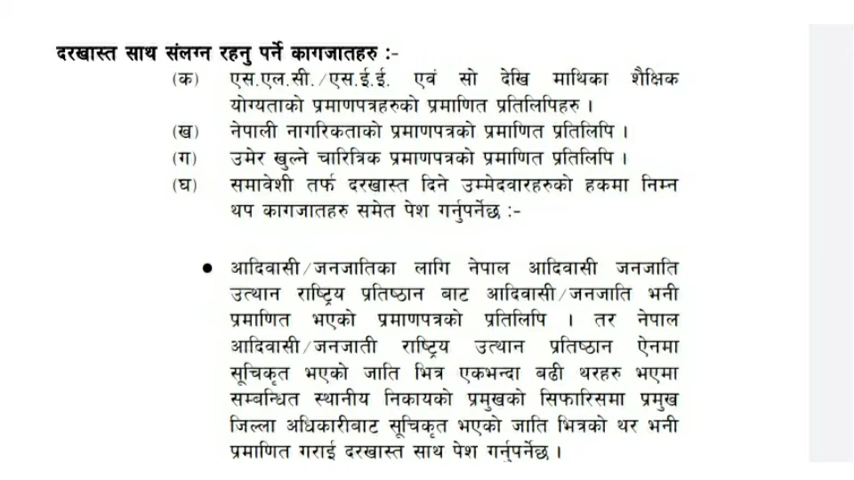 दरखास्त साथ संलग्न रहनु पर्ने कागजातहरु :-
(क) एस.एल.सी./एस.ई.ई. एवं सो देखि माथिका शैक्षिक
योग्यताको प्रमाणपत्रहरुको प्रमाणित प्रतिलिपिहरु ।
(ख) नेपाली नागरिकताको प्रमाणपत्रको प्रमाणित प्रतिलिपि ।
(ग) उमेर खुल्ने चारित्रिक प्रमाणपत्रको प्रमाणित प्रतिलिपि ।
(घ) समावेशी तर्फ दरखास्त दिने उम्मेदवारहरुको हकमा निम्न
थप कागजातहरु समेत पेश गर्नुपर्नेछ :-
● आदिवासी/जनजातिका लागि नेपाल आदिवासी जनजाति
उत्थान राष्ट्रिय प्रतिष्ठान बाट आदिवासी/जनजाति भनी
प्रमाणित भएको प्रमाणपत्रको प्रतिलिपि । तर नेपाल
आदिवासी/जनजाती राष्ट्रिय उत्थान प्रतिष्ठान ऐनमा
सूचिकृत भएको जाति भित्र एकभन्दा बढी थरहरु भएमा
सम्बन्धित स्थानीय निकायको प्रमुखको सिफारिसमा प्रमुख
जिल्ला अधिकारीबाट सूचिकृत भएको जाति भित्रको थर भनी
प्रमाणित गराई दरखास्त साथ पेश गर्नुपर्नेछ ।